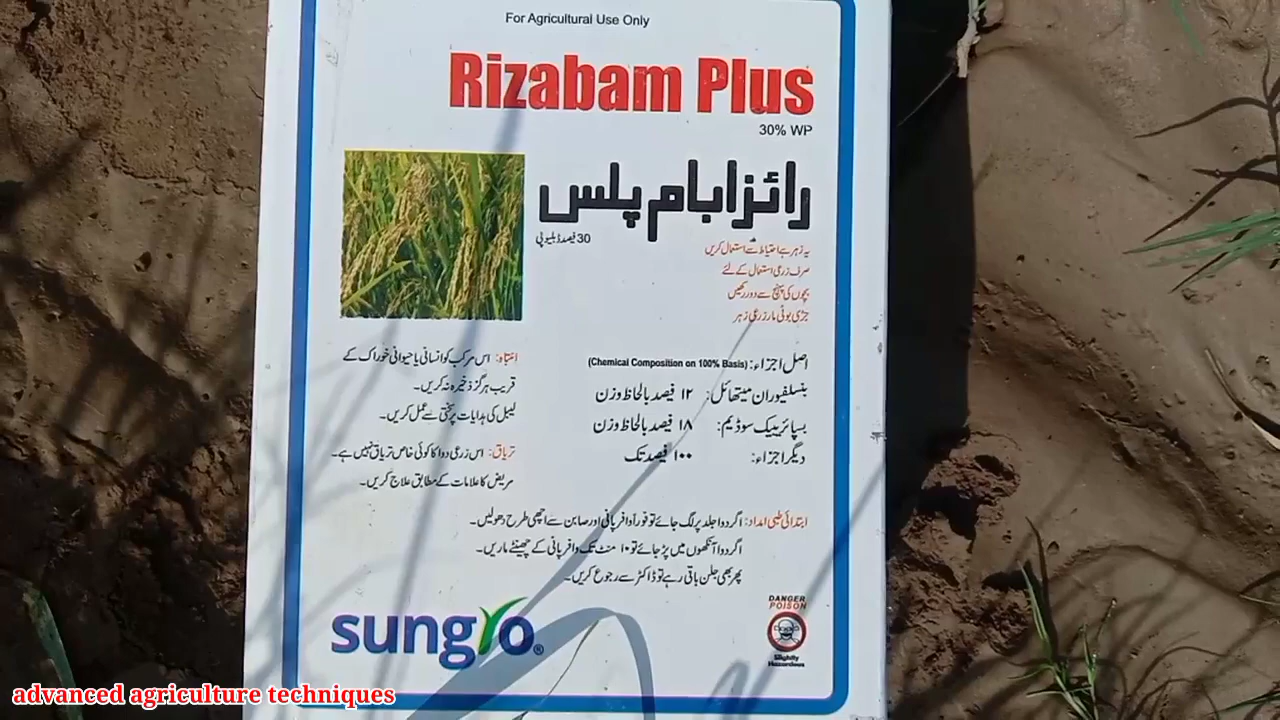 For Agricultural Use Only
Rizabam Plus
30% WP
رائزابام پلس
30 فیصد ڈبلیو پی
یہ زہر ہے احتیاط سے استعمال کریں
صرف زرعی استعمال کے لئے
بچوں کی پہنچ سے دور رکھیں
جڑی بوٹی مار زرعی زہر
اصل اجزاء: (Chemical Composition on 100% Basis)
بنسلفیوران میتھائل: ۱۲ فیصد بالحاظ وزن
بسپائریبیک سوڈیم: ۱۸ فیصد بالحاظ وزن
دیگر اجزاء: ۱۰۰ فیصد تک
انتباہ: اس مرکب کو انسانی یا حیوانی خوراک کے
قریب ہرگز ذخیرہ نہ کریں۔
لیبل کی ہدایات پر سختی سے عمل کریں۔
تریاق: اس زرعی دوا کا کوئی خاص تریاق نہیں ہے۔
مریض کا علامات کے مطابق علاج کریں۔
ابتدائی طبی امداد: اگر دوا جلد پر لگ جائے تو فوراً وافر پانی اور صابن سے اچھی طرح دھولیں۔
اگر دوا آنکھوں میں پڑ جائے تو ۱۰ منٹ تک وافر پانی کے چھینٹے ماریں۔
پھر بھی جلن باقی رہے تو ڈاکٹر سے رجوع کریں۔
sungro®
DANGER
POISON
Slightly
Hazardous
advanced agriculture techniques